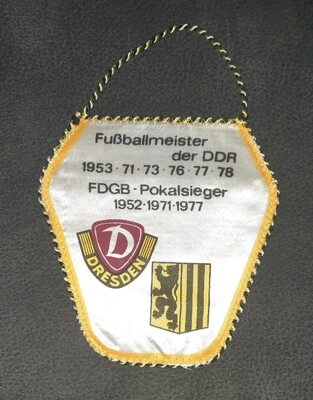 Fußballmeister
der DDR
1953·71·73·76·77·78
FDGB-Pokalsieger
1952·1971·1977
D
DRESDEN